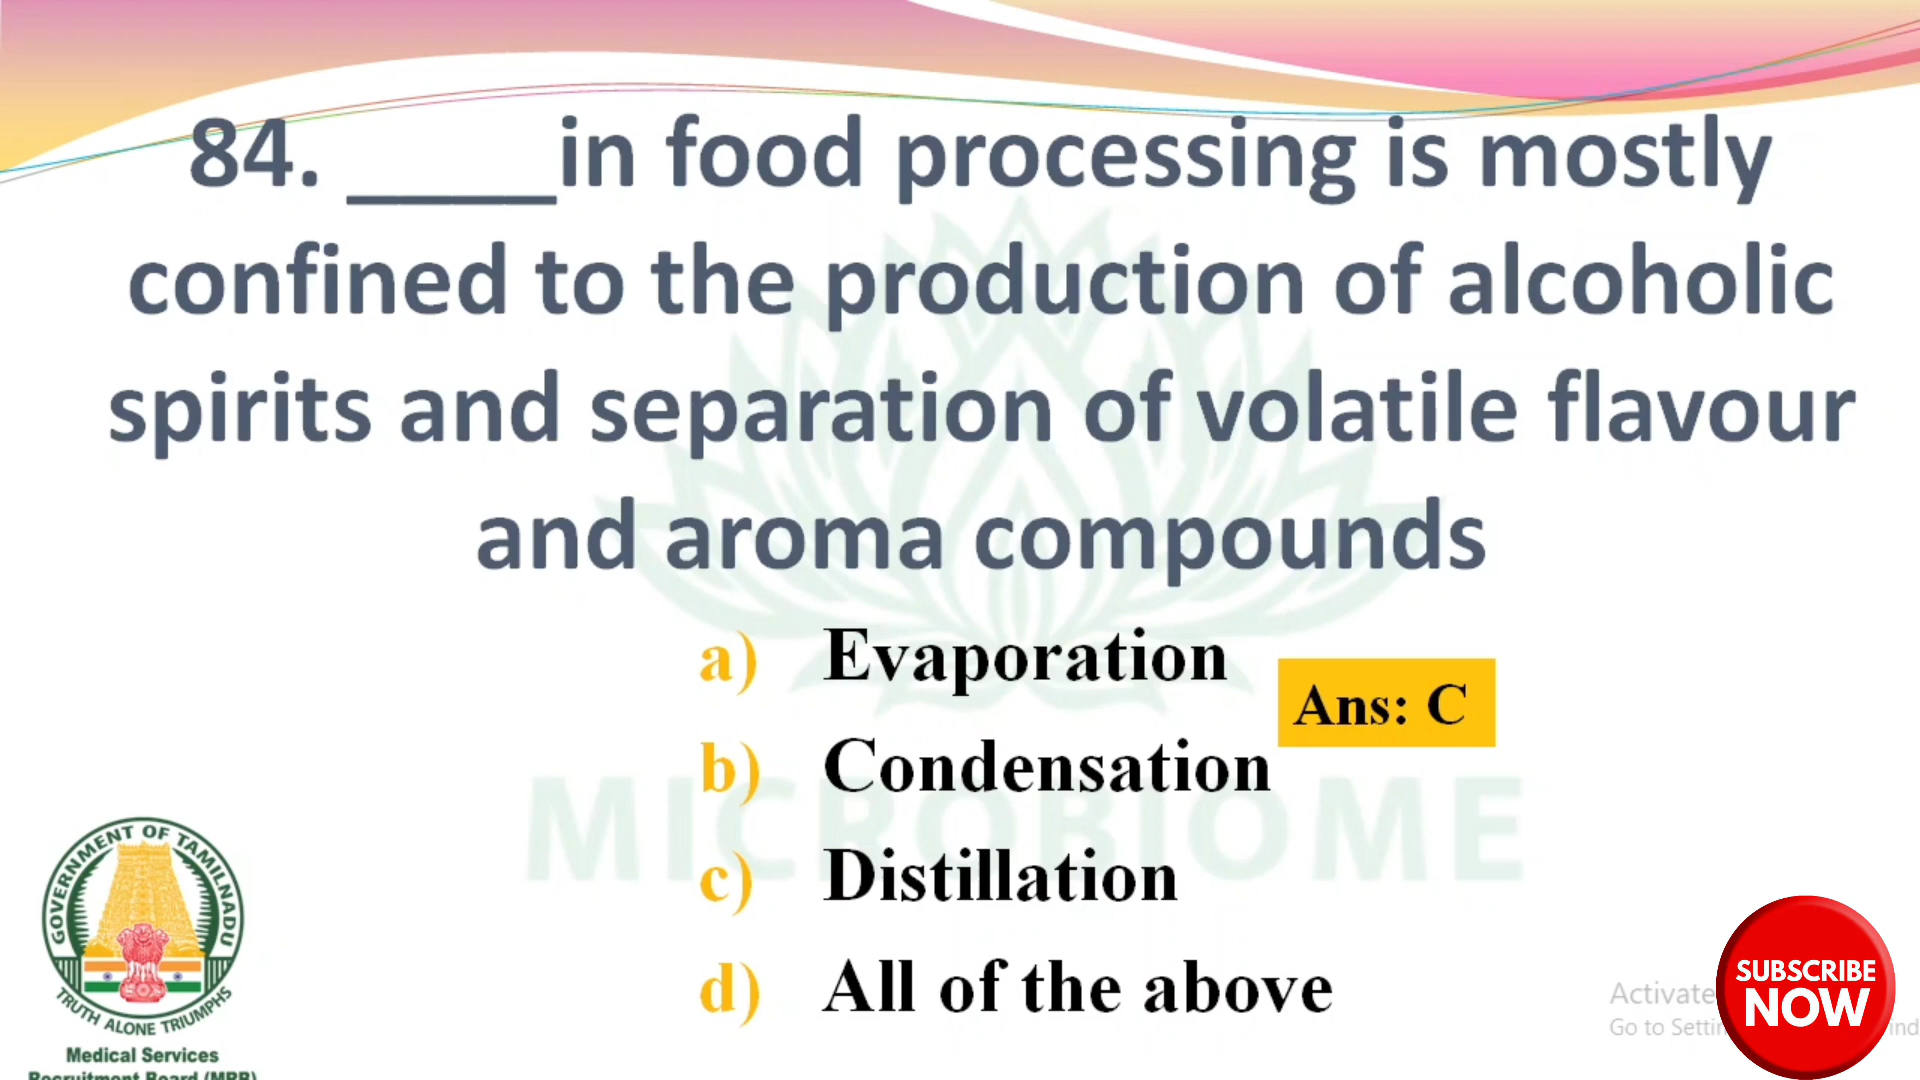 84. ____in food processing is mostly
confined to the production of alcoholic
spirits and separation of volatile flavour
and aroma compounds
a) Evaporation
Ans: C
b) Condensation
MICROBIOME
c) Distillation
d) All of the above
GOVERNMENT OF TAMILNADU
TRUTH ALONE TRIUMPHS
Medical Services
Recruitment Board (MRB)
Activate
Go to
SUBSCRIBE
NOW